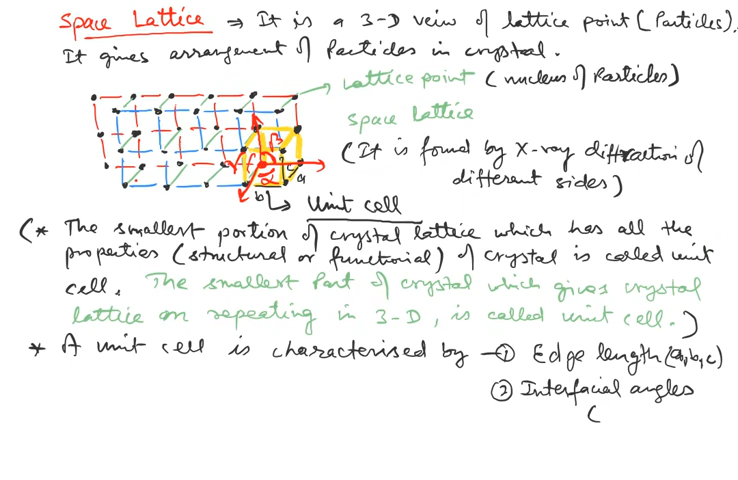 Space Lattice ⇒ It is a 3-D veiw of lattice point (Particles).
It gives arrangement of Particles in crystal.
Lattice point (nucleus of Particles)
space lattice
(It is found by X-ray diffraction of
different sides)
α
a
b
Unit cell
(* The smallest portion of crystal lattice which has all the
properties (structural or functional) of crystal is called unit
cell. The smallest Part of crystal which gives crystal
lattice on repeating in 3-D, is called unit cell.)
* A unit cell is characterised by → ① Edge length (a,b,c)
② Interfacial angles
(